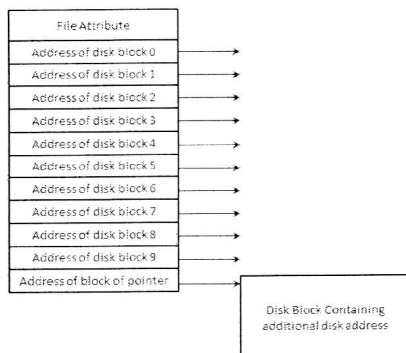 File Attribute
Address of disk block 0
Address of disk block 1
Address of disk block 2
Address of disk block 3
Address of disk block 4
Address of disk block 5
Address of disk block 6
Address of disk block 7
Address of disk block 8
Address of disk block 9
Address of block of pointer
Disk Block Containing
additional disk address